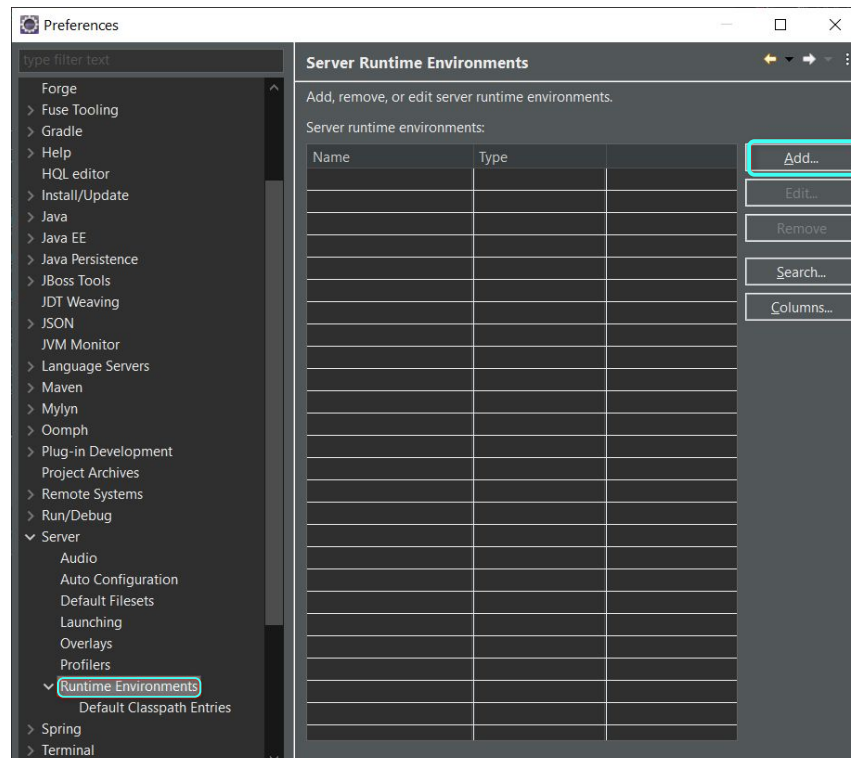 Preferences
type filter text
Forge
Fuse Tooling
Gradle
Help
HQL editor
Install/Update
Java
Java EE
Java Persistence
JBoss Tools
JDT Weaving
JSON
JVM Monitor
Language Servers
Maven
Mylyn
Oomph
Plug-in Development
Project Archives
Remote Systems
Run/Debug
Server
Audio
Auto Configuration
Default Filesets
Launching
Overlays
Profilers
Runtime Environments
Default Classpath Entries
Spring
Terminal
Server Runtime Environments
Add, remove, or edit server runtime environments.
Server runtime environments:
Name Type
Add...
Edit...
Remove
Search...
Columns...